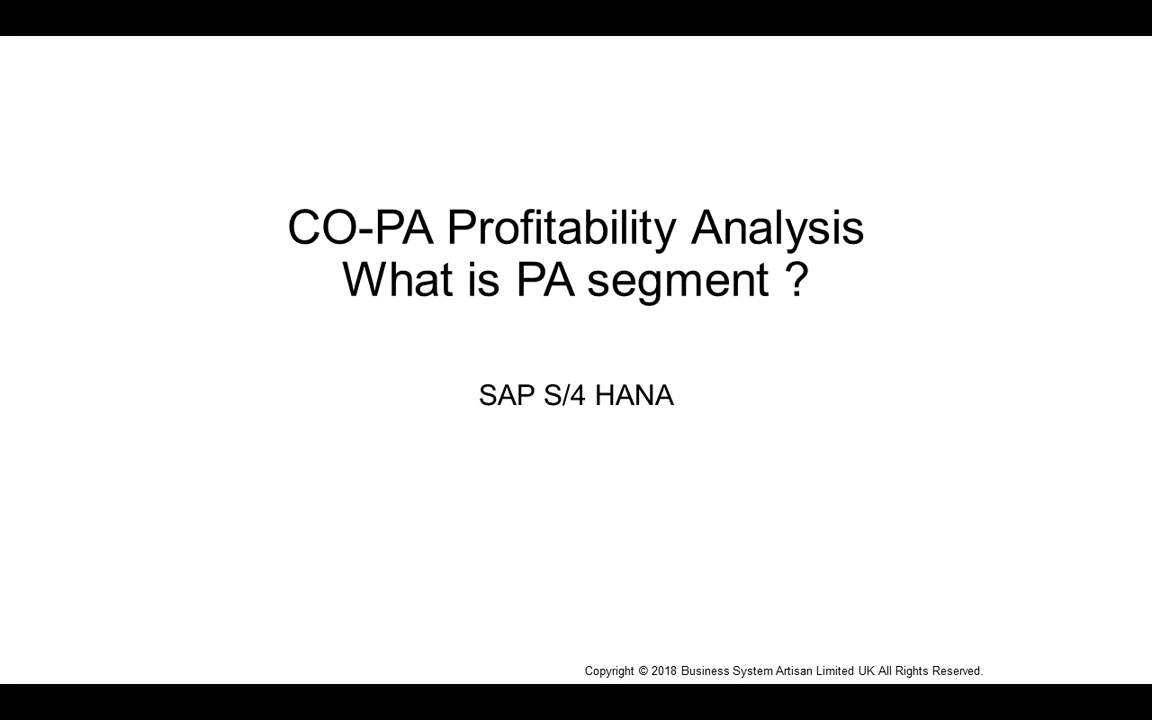 CO-PA Profitability Analysis
What is PA segment ?
SAP S/4 HANA
Copyright © 2018 Business System Artisan Limited UK All Rights Reserved.